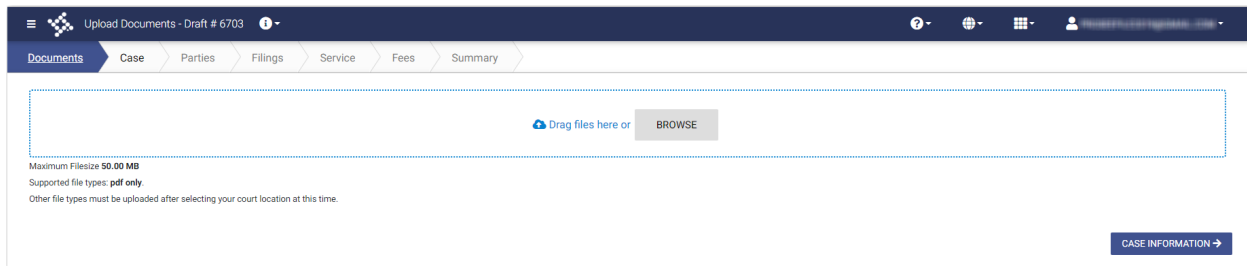 Upload Documents - Draft # 6703
Documents Case Parties Filings Service Fees Summary
Drag files here or BROWSE
Maximum Filesize 50.00 MB
Supported file types: pdf only.
Other file types must be uploaded after selecting your court location at this time.
CASE INFORMATION